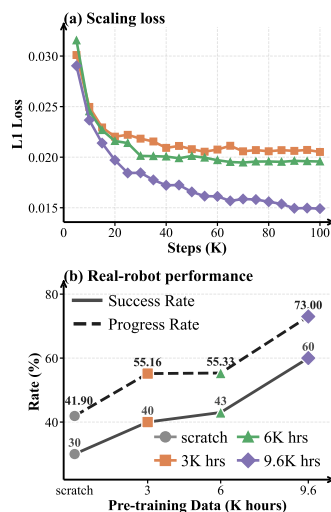 (a) Scaling loss
0.030
0.025
0.020
0.015
L1 Loss
0
20
40
60
80
100
Steps (K)
(b) Real-robot performance
80
60
40
Rate (%)
Success Rate
Progress Rate
41.90
55.16
55.33
73.00
30
40
43
60
scratch
6K hrs
3K hrs
9.6K hrs
scratch
3
6
9.6
Pre-training Data (K hours)